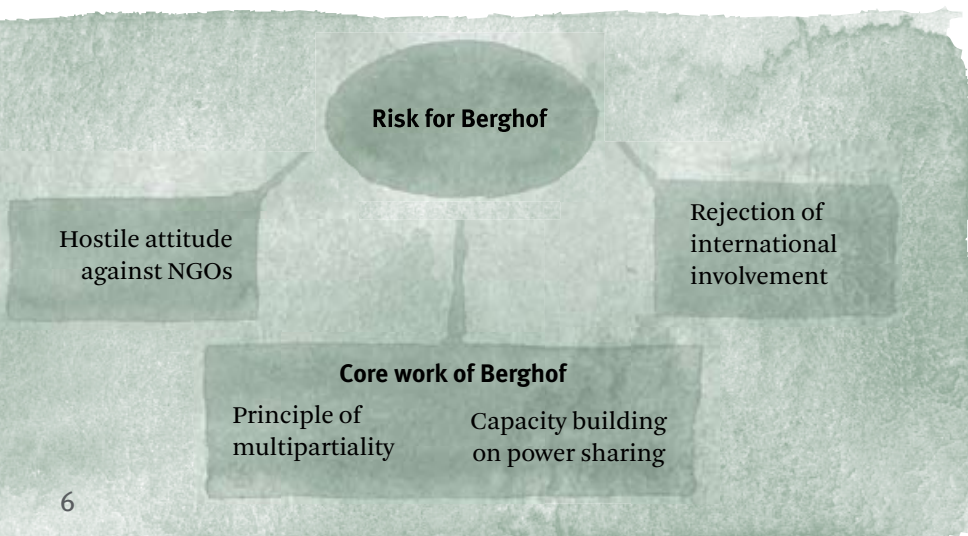 Risk for Berghof
Hostile attitude
against NGOs
Rejection of
international
involvement
Core work of Berghof
Principle of
multipartiality
Capacity building
on power sharing
6